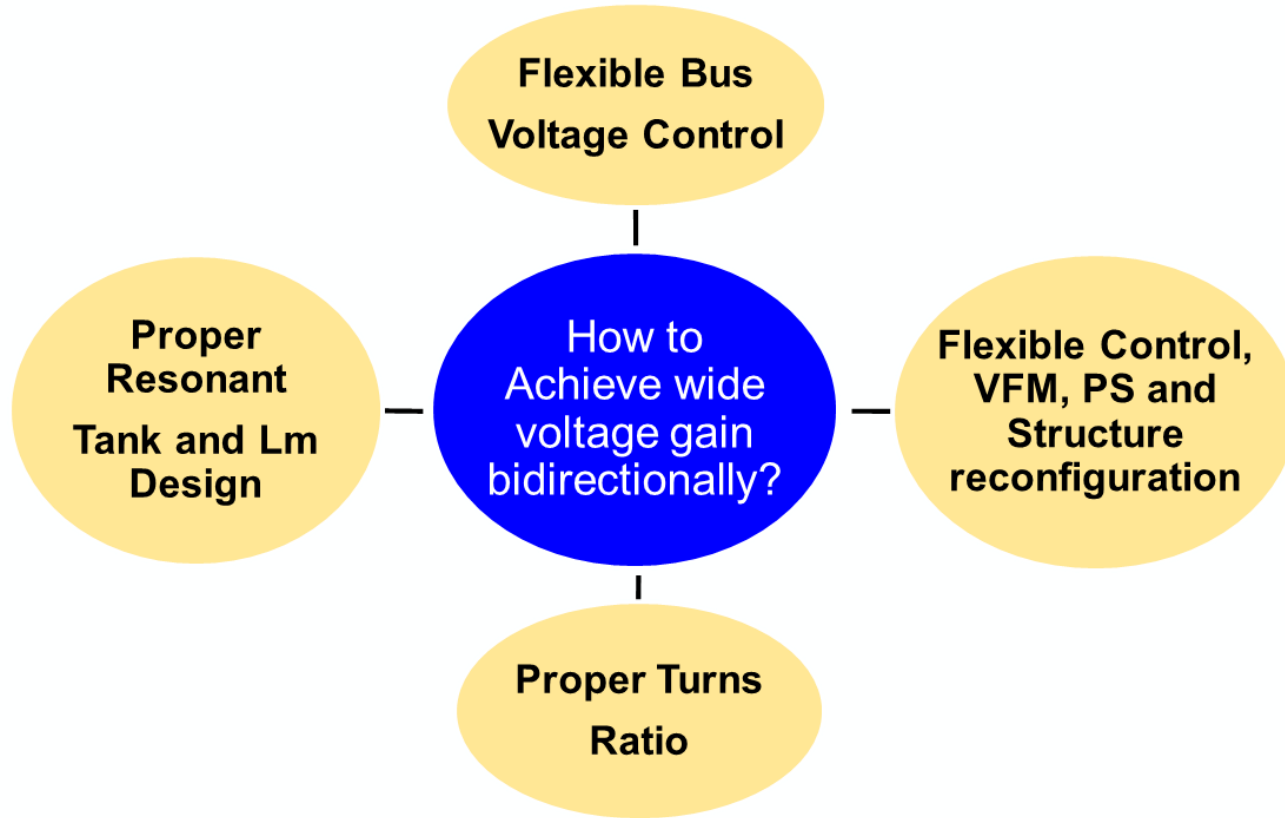 Flexible Bus
Voltage Control
Proper
Resonant
Tank and Lm
Design
How to
Achieve wide
voltage gain
bidirectionally?
Flexible Control,
VFM, PS and
Structure
reconfiguration
Proper Turns
Ratio